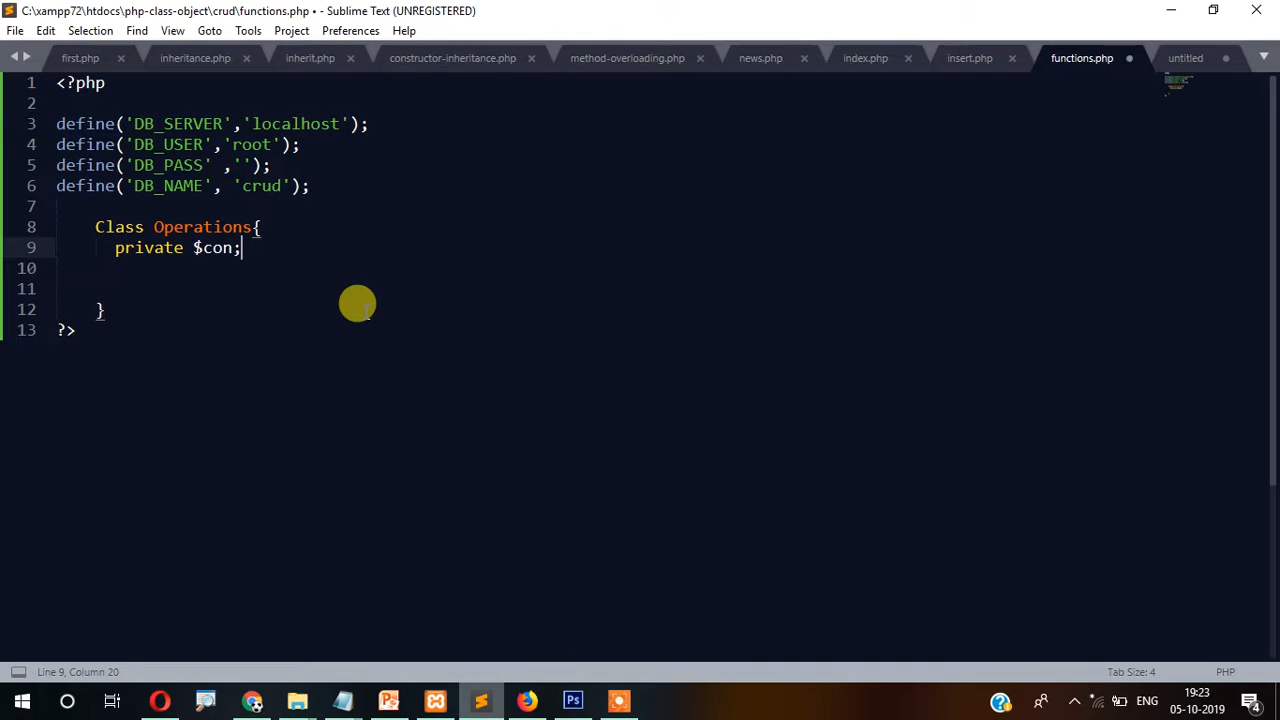 C:\xampp72\htdocs\php-class-object\crud\functions.php • - Sublime Text (UNREGISTERED)
File Edit Selection Find View Goto Tools Project Preferences Help
first.php inheritance.php inherit.php constructor-inheritance.php method-overloading.php news.php index.php insert.php functions.php untitled
1 <?php
2
3 define('DB_SERVER','localhost');
4 define('DB_USER','root');
5 define('DB_PASS' ,'');
6 define('DB_NAME', 'crud');
7
8 Class Operations{
9 private $con;
10
11
12 }
13 ?>
Line 9, Column 20 Tab Size: 4 PHP
ENG 19:23
05-10-2019 4